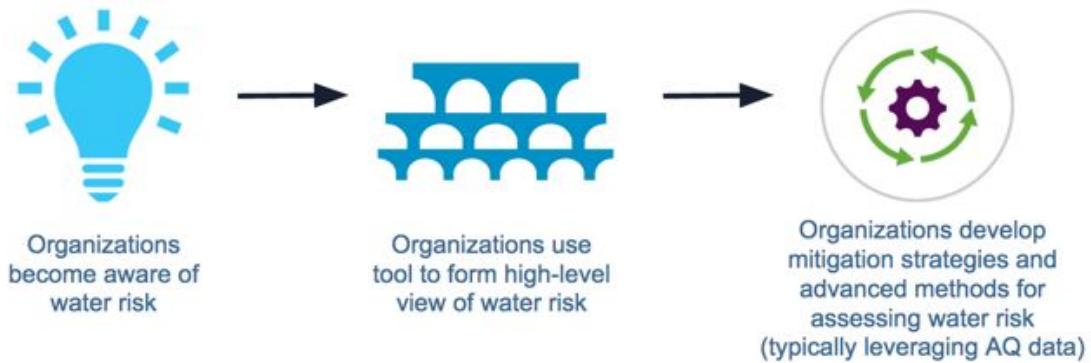 Organizations
become aware of
water risk
Organizations use
tool to form high-level
view of water risk
Organizations develop
mitigation strategies and
advanced methods for
assessing water risk
(typically leveraging AQ data)